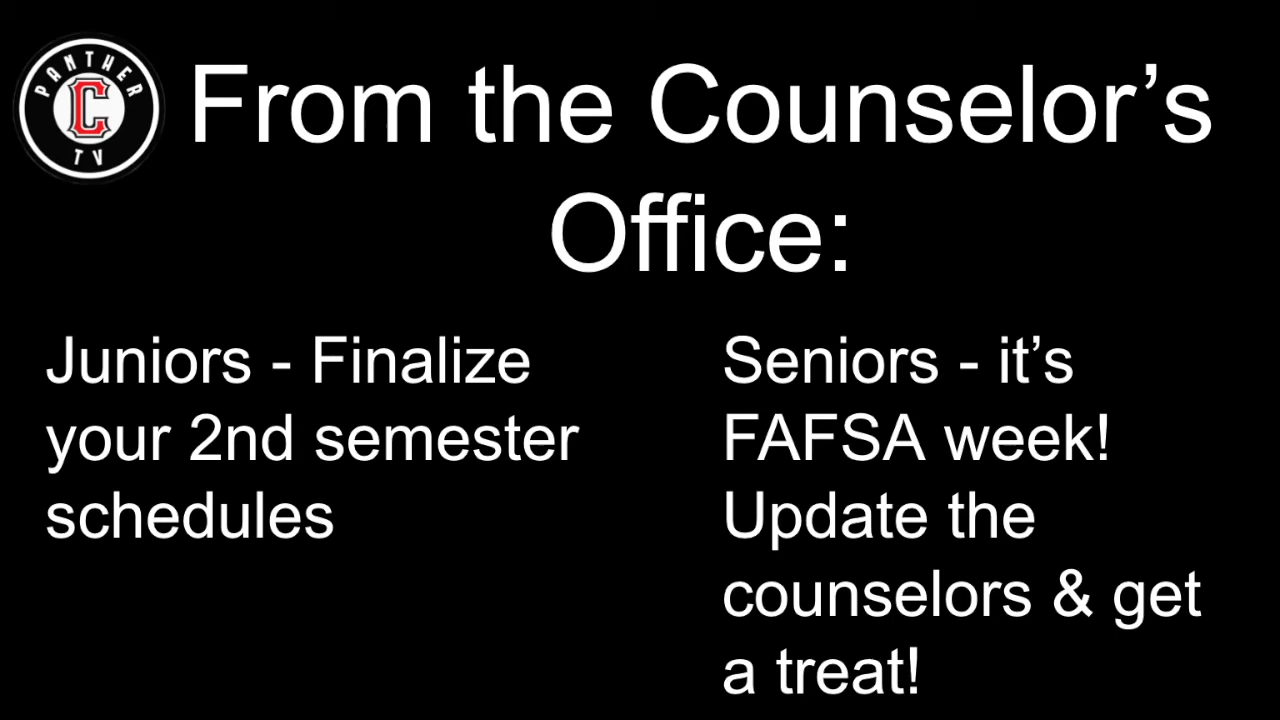 PANTHER
C
TV
From the Counselor’s
Office:
Juniors - Finalize
your 2nd semester
schedules
Seniors - it’s
FAFSA week!
Update the
counselors & get
a treat!